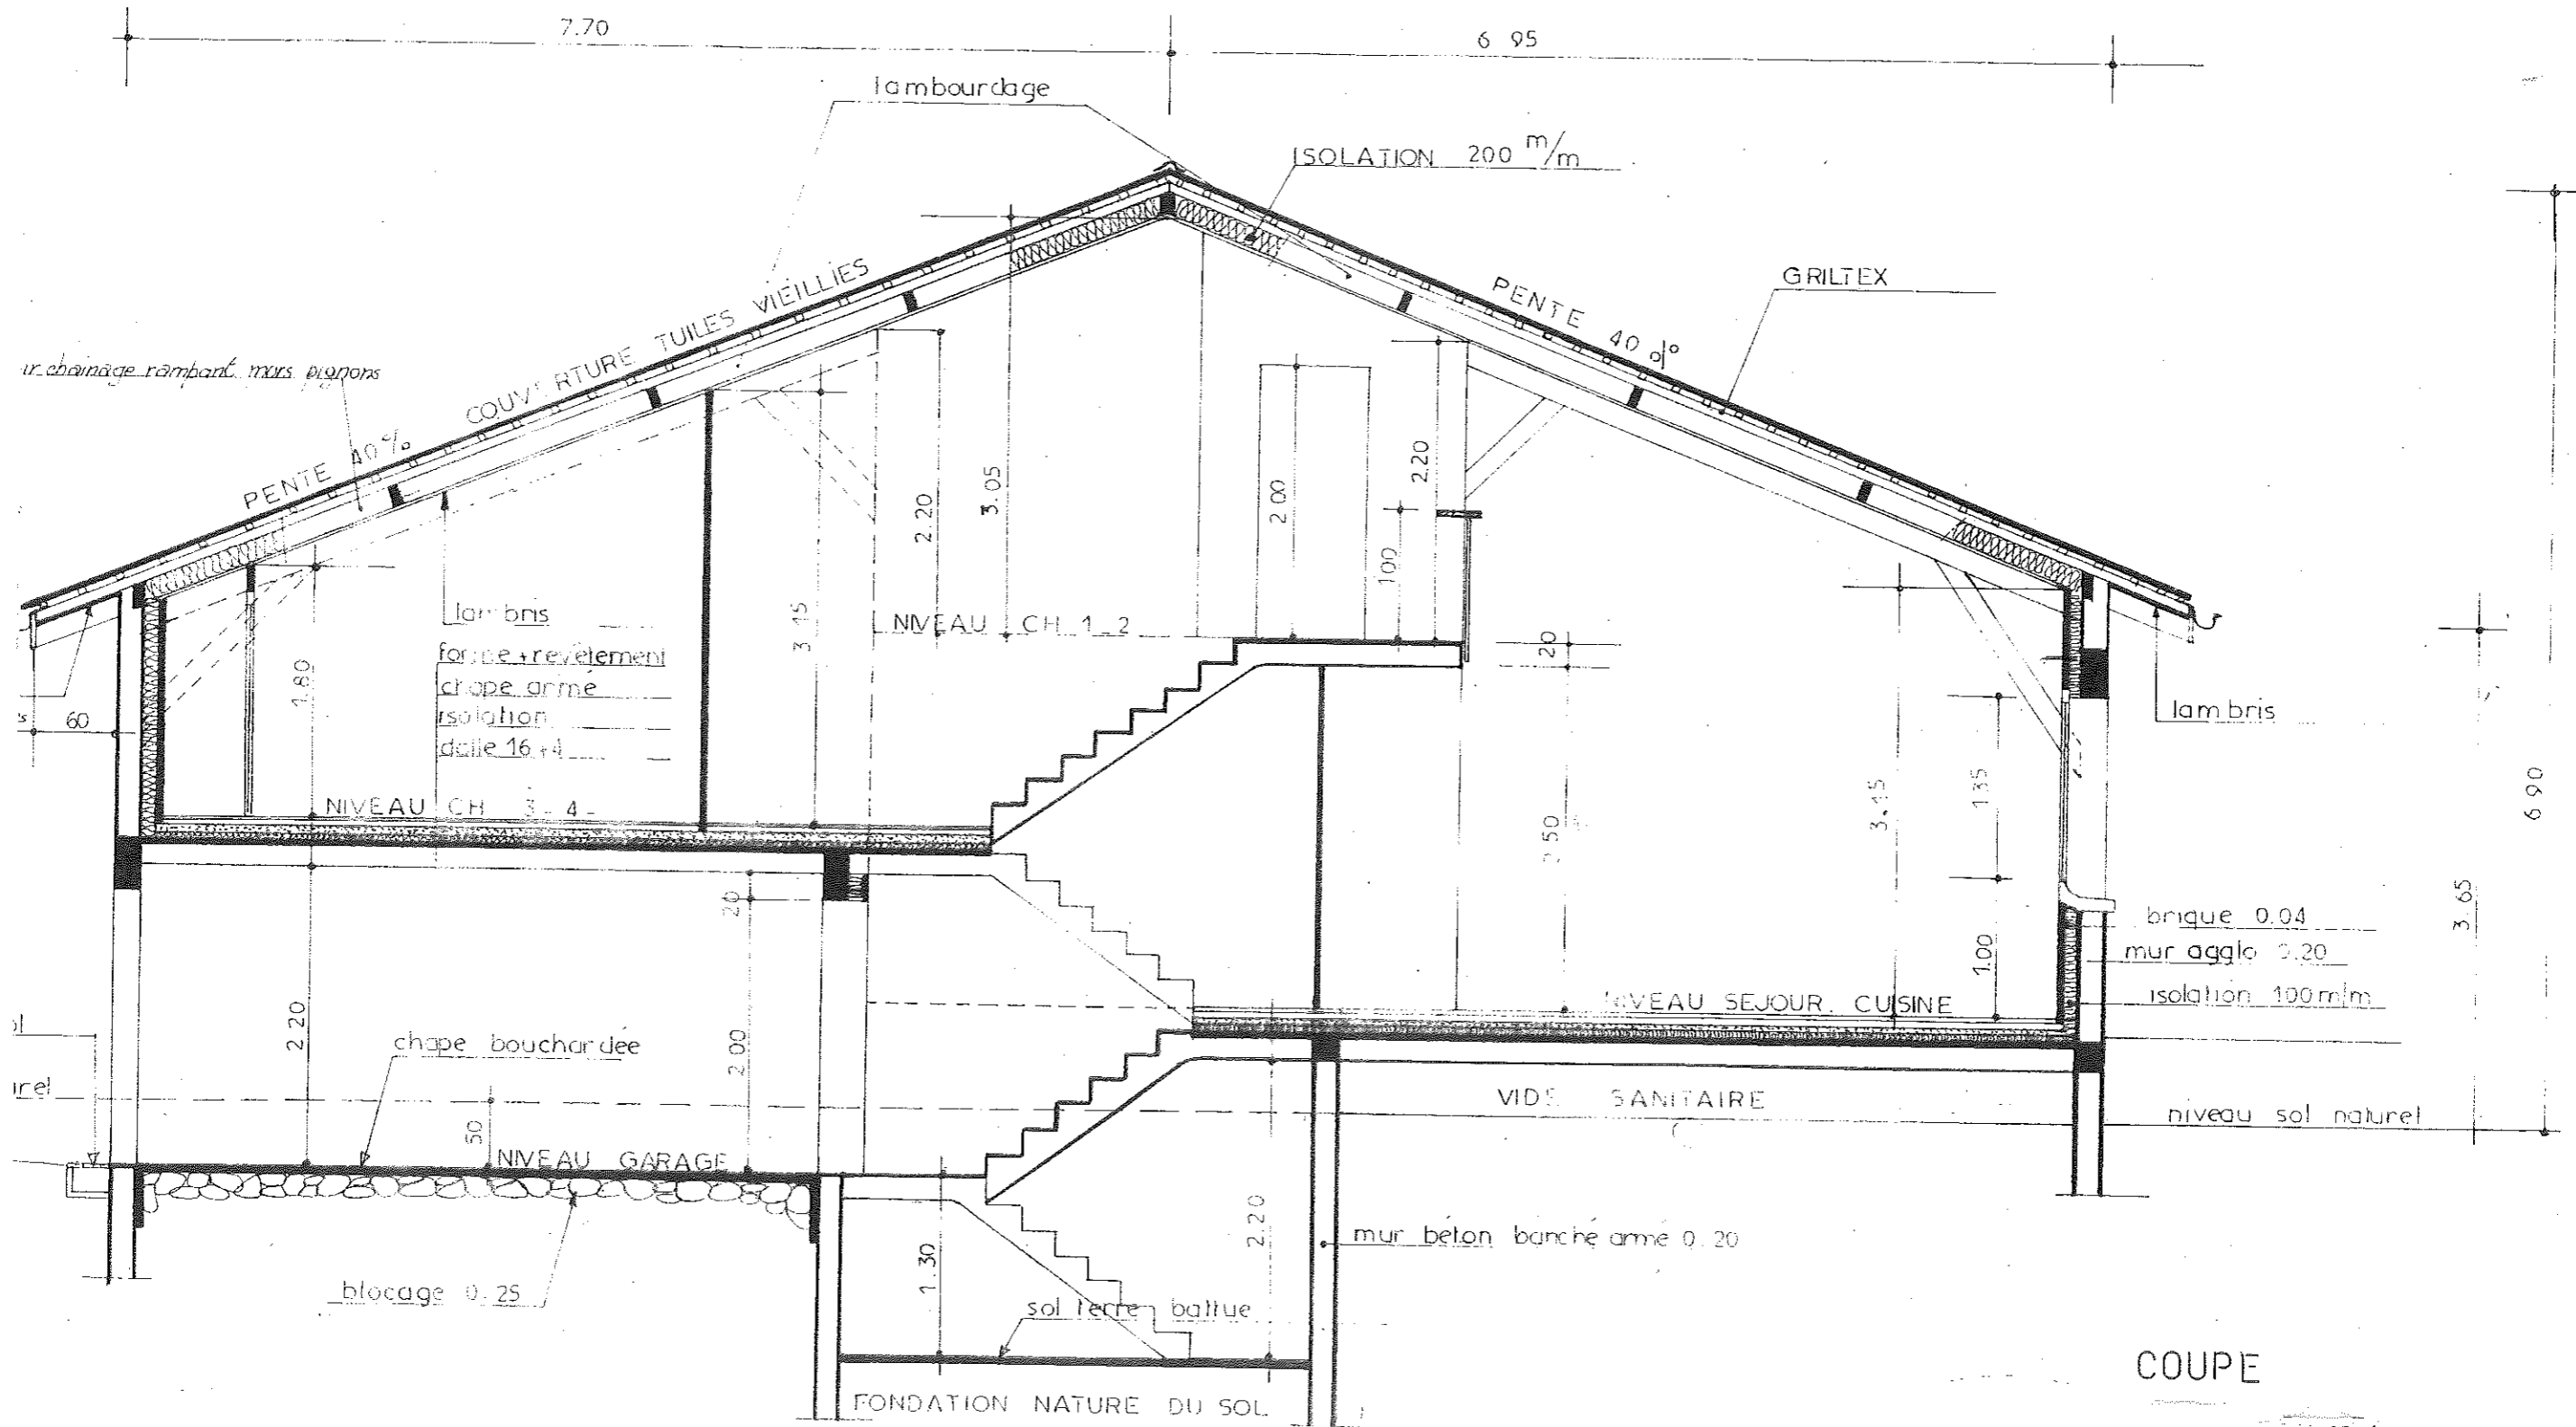 7.70
6 95
lambourdage
ISOLATION 200 m/m
GRILTEX
PENTE 40 %
COUVERTURE TUILES VIEILLIES
PENTE 40 o|o
chainage rampant murs pignons
2.20
3.05
2.00
2.20
100
3.15
1.80
lambris
forme + revêtement
chape armé
isolation
dalle 16 + 4
NIVEAU CH 1 _ 2
20
60
lambris
NIVEAU CH 3 _ 4 _
3.15
135
6 90
50
3.65
20
brique 0.04
mur agglo 0.20
isolation 100 m/m
1.00
NIVEAU SEJOUR. CUISINE
2.20
2.00
chape bouchardée
VIDE SANITAIRE
niveau sol naturel
50
NIVEAU GARAGE
2.20
mur béton banché armé 0.20
1.30
blocage 0.25
sol terre battue
COUPE
FONDATION NATURE DU SOL